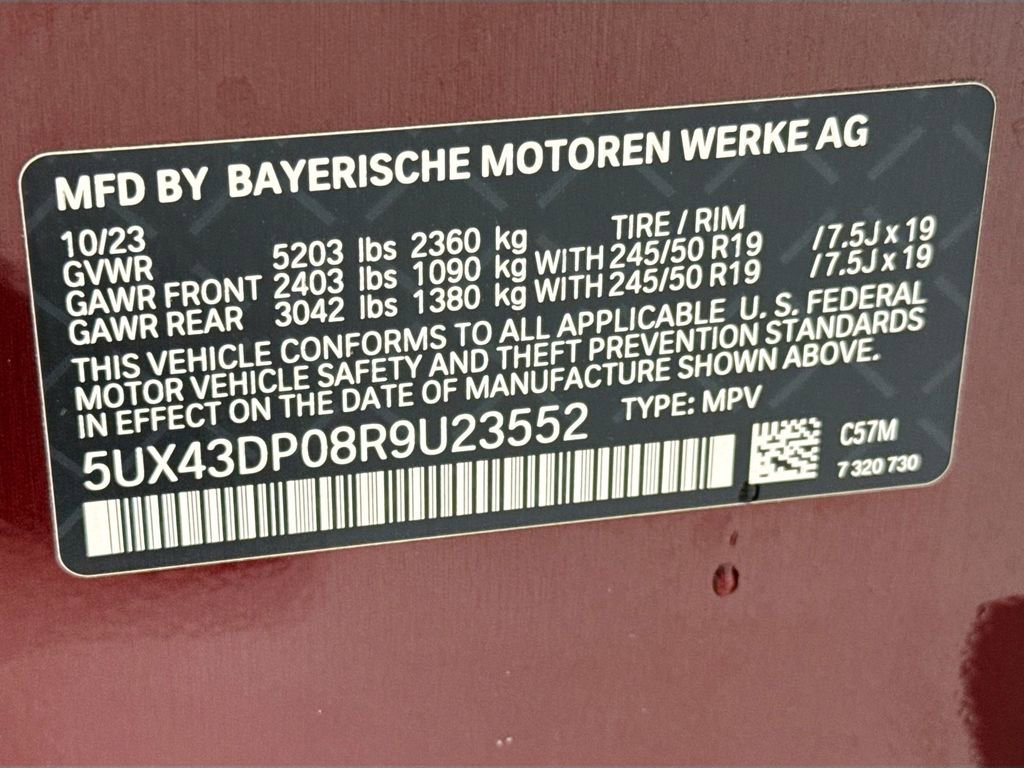 MFD BY BAYERISCHE MOTOREN WERKE AG
10/23 TIRE / RIM
GVWR 5203 lbs 2360 kg
GAWR FRONT 2403 lbs 1090 kg WITH 245/50 R19 / 7.5J x 19
GAWR REAR 3042 lbs 1380 kg WITH 245/50 R19 / 7.5J x 19
THIS VEHICLE CONFORMS TO ALL APPLICABLE U. S. FEDERAL
MOTOR VEHICLE SAFETY AND THEFT PREVENTION STANDARDS
IN EFFECT ON THE DATE OF MANUFACTURE SHOWN ABOVE.
5UX43DP08R9U23552 TYPE: MPV
C57M
7 320 730